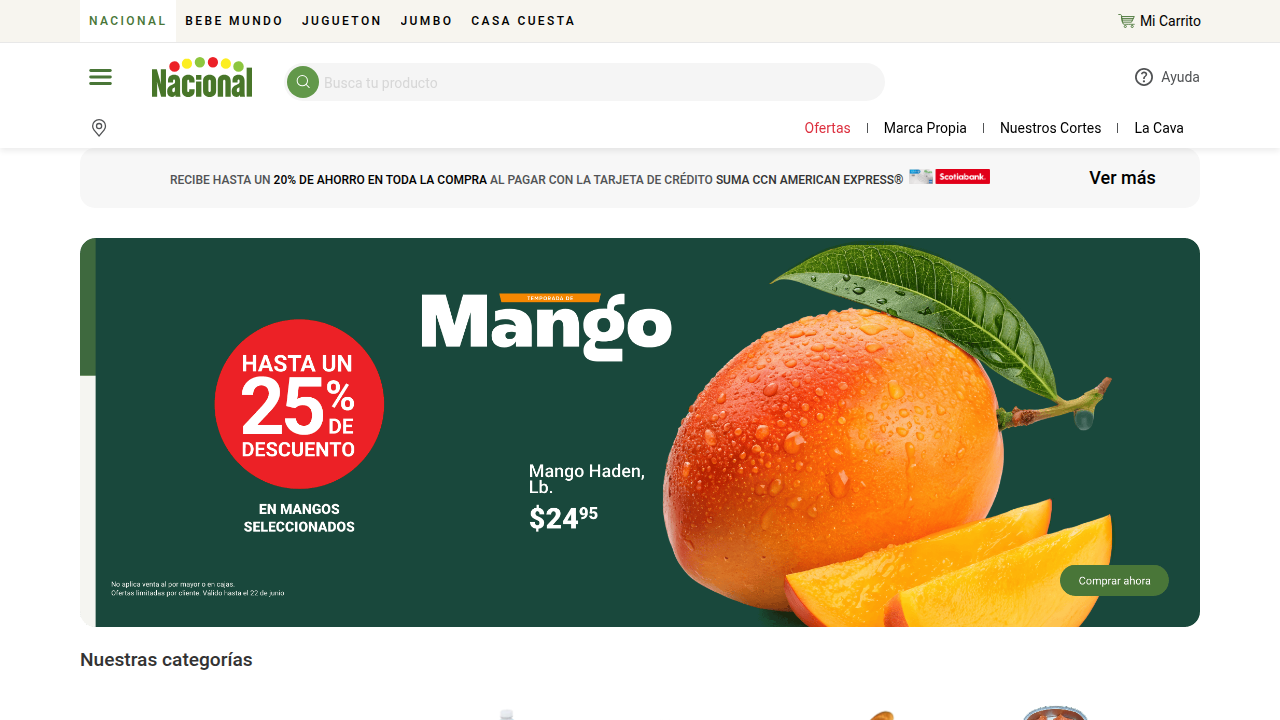 NACIONAL BEBE MUNDO JUGUETON JUMBO CASA CUESTA
Mi Carrito
Nacional
Busca tu producto
Ayuda
Ofertas | Marca Propia | Nuestros Cortes | La Cava
RECIBE HASTA UN 20% DE AHORRO EN TODA LA COMPRA AL PAGAR CON LA TARJETA DE CRÉDITO SUMA CCN AMERICAN EXPRESS® Scotiabank.
Ver más
TEMPORADA DE
Mango
HASTA UN
25%
DE
DESCUENTO
EN MANGOS
SELECCIONADOS
Mango Haden,
Lb.
$2495
No aplica venta al por mayor o en cajas.
Ofertas limitadas por cliente. Válido hasta el 22 de junio
Comprar ahora
Nuestras categorías